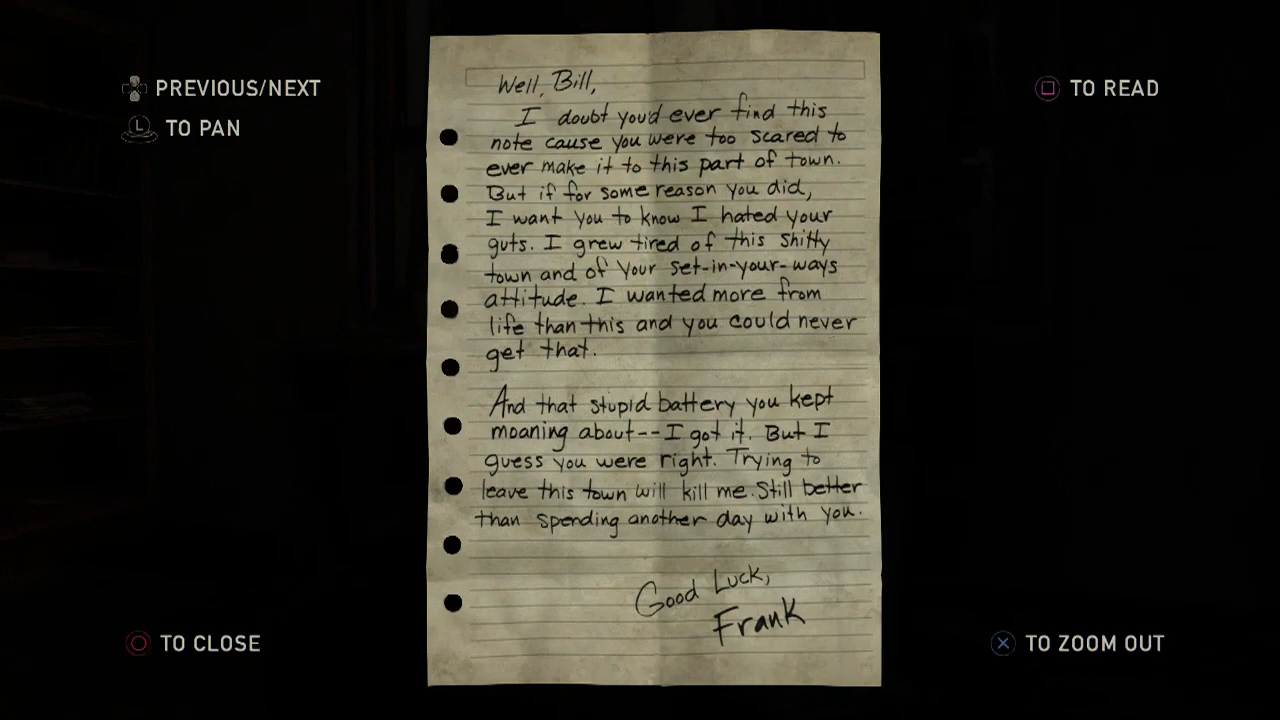 PREVIOUS/NEXT
L TO PAN
TO READ
Well, Bill,
I doubt you'd ever find this
note cause you were too scared to
ever make it to this part of town.
But if for some reason you did,
I want you to know I hated your
guts. I grew tired of this shitty
town and of your set-in-your-ways
attitude. I wanted more from
life than this and you could never
get that.
And that stupid battery you kept
moaning about--I got it. But I
guess you were right. Trying to
leave this town will kill me. Still better
than spending another day with you.
Good Luck,
Frank
TO CLOSE
TO ZOOM OUT